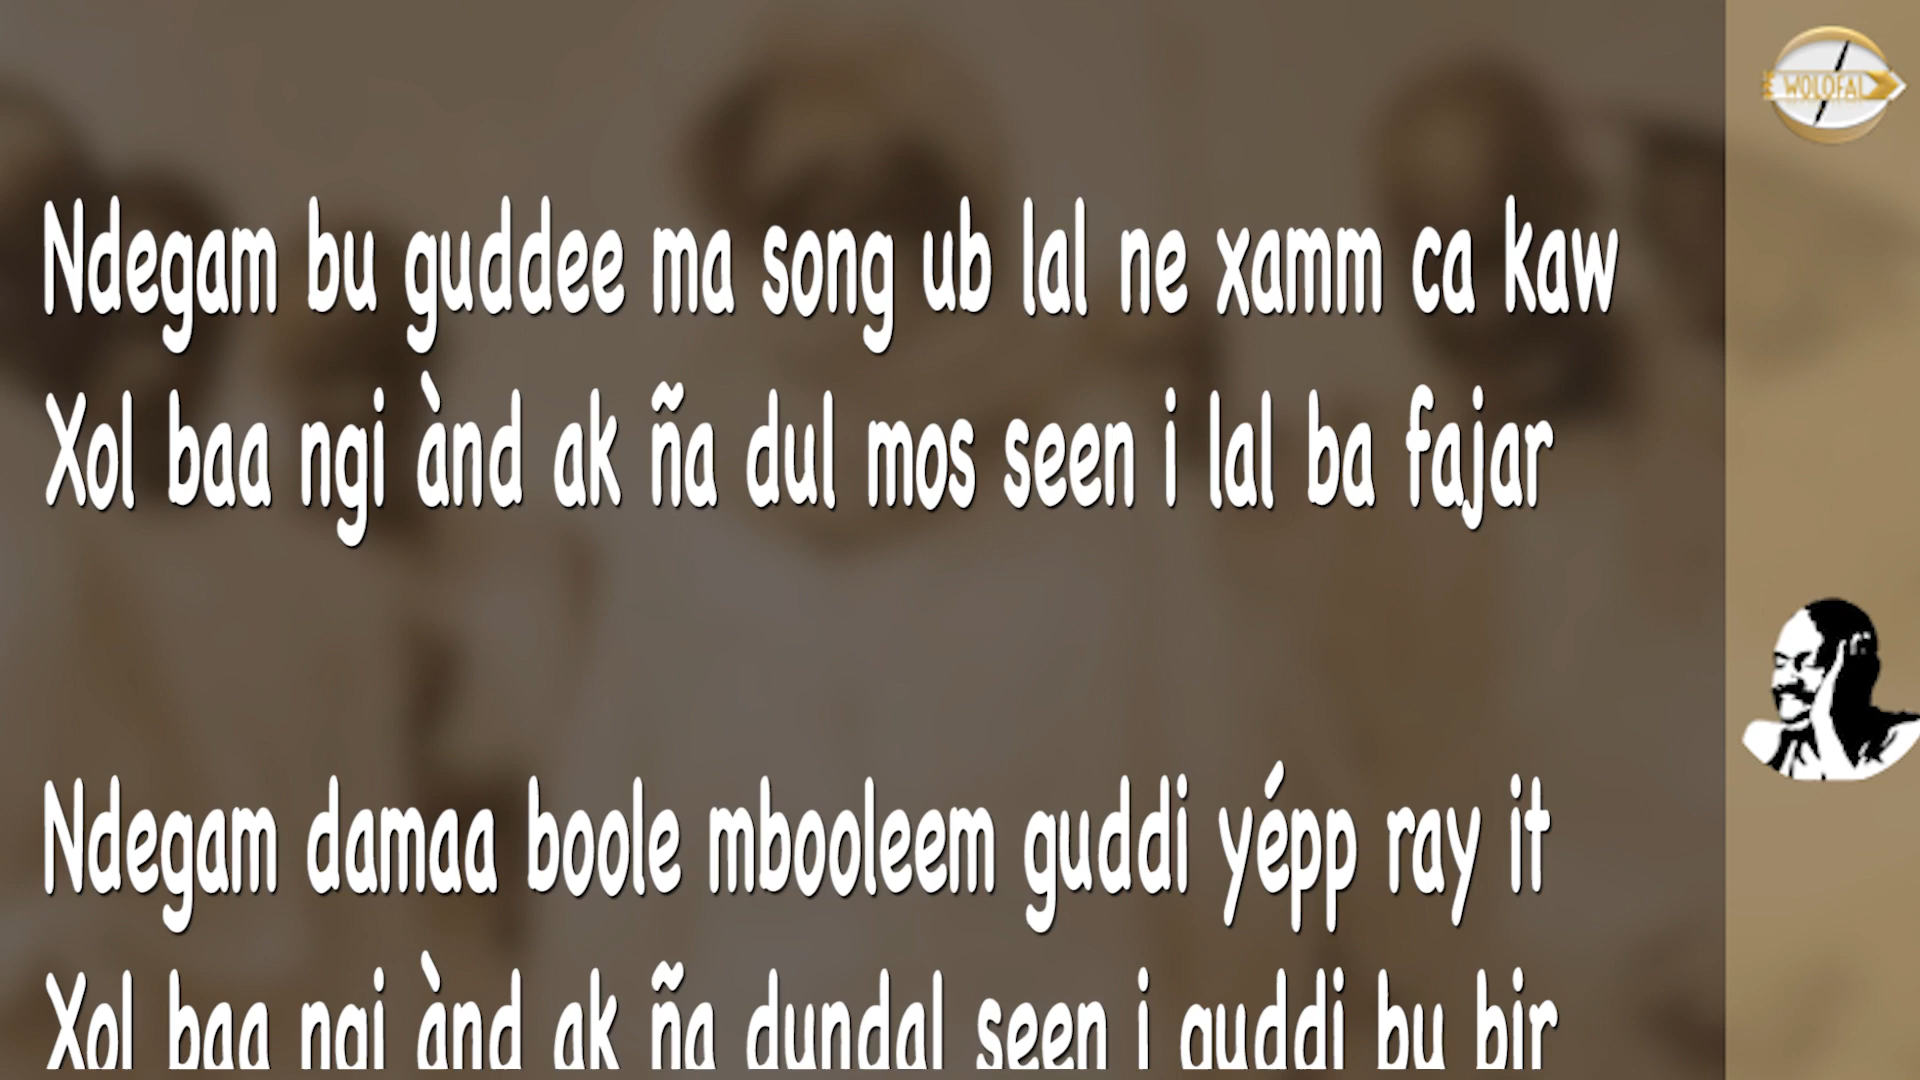 WOLOFAL
Ndegam bu guddee ma song ub lal ne xamm ca kaw
Xol baa ngi ànd ak ña dul mos seen i lal ba fajar
Ndegam damaa boole mbooleem guddi yépp ray it
Xol baa ngi ànd ak ña dundal seen i guddi bu bir